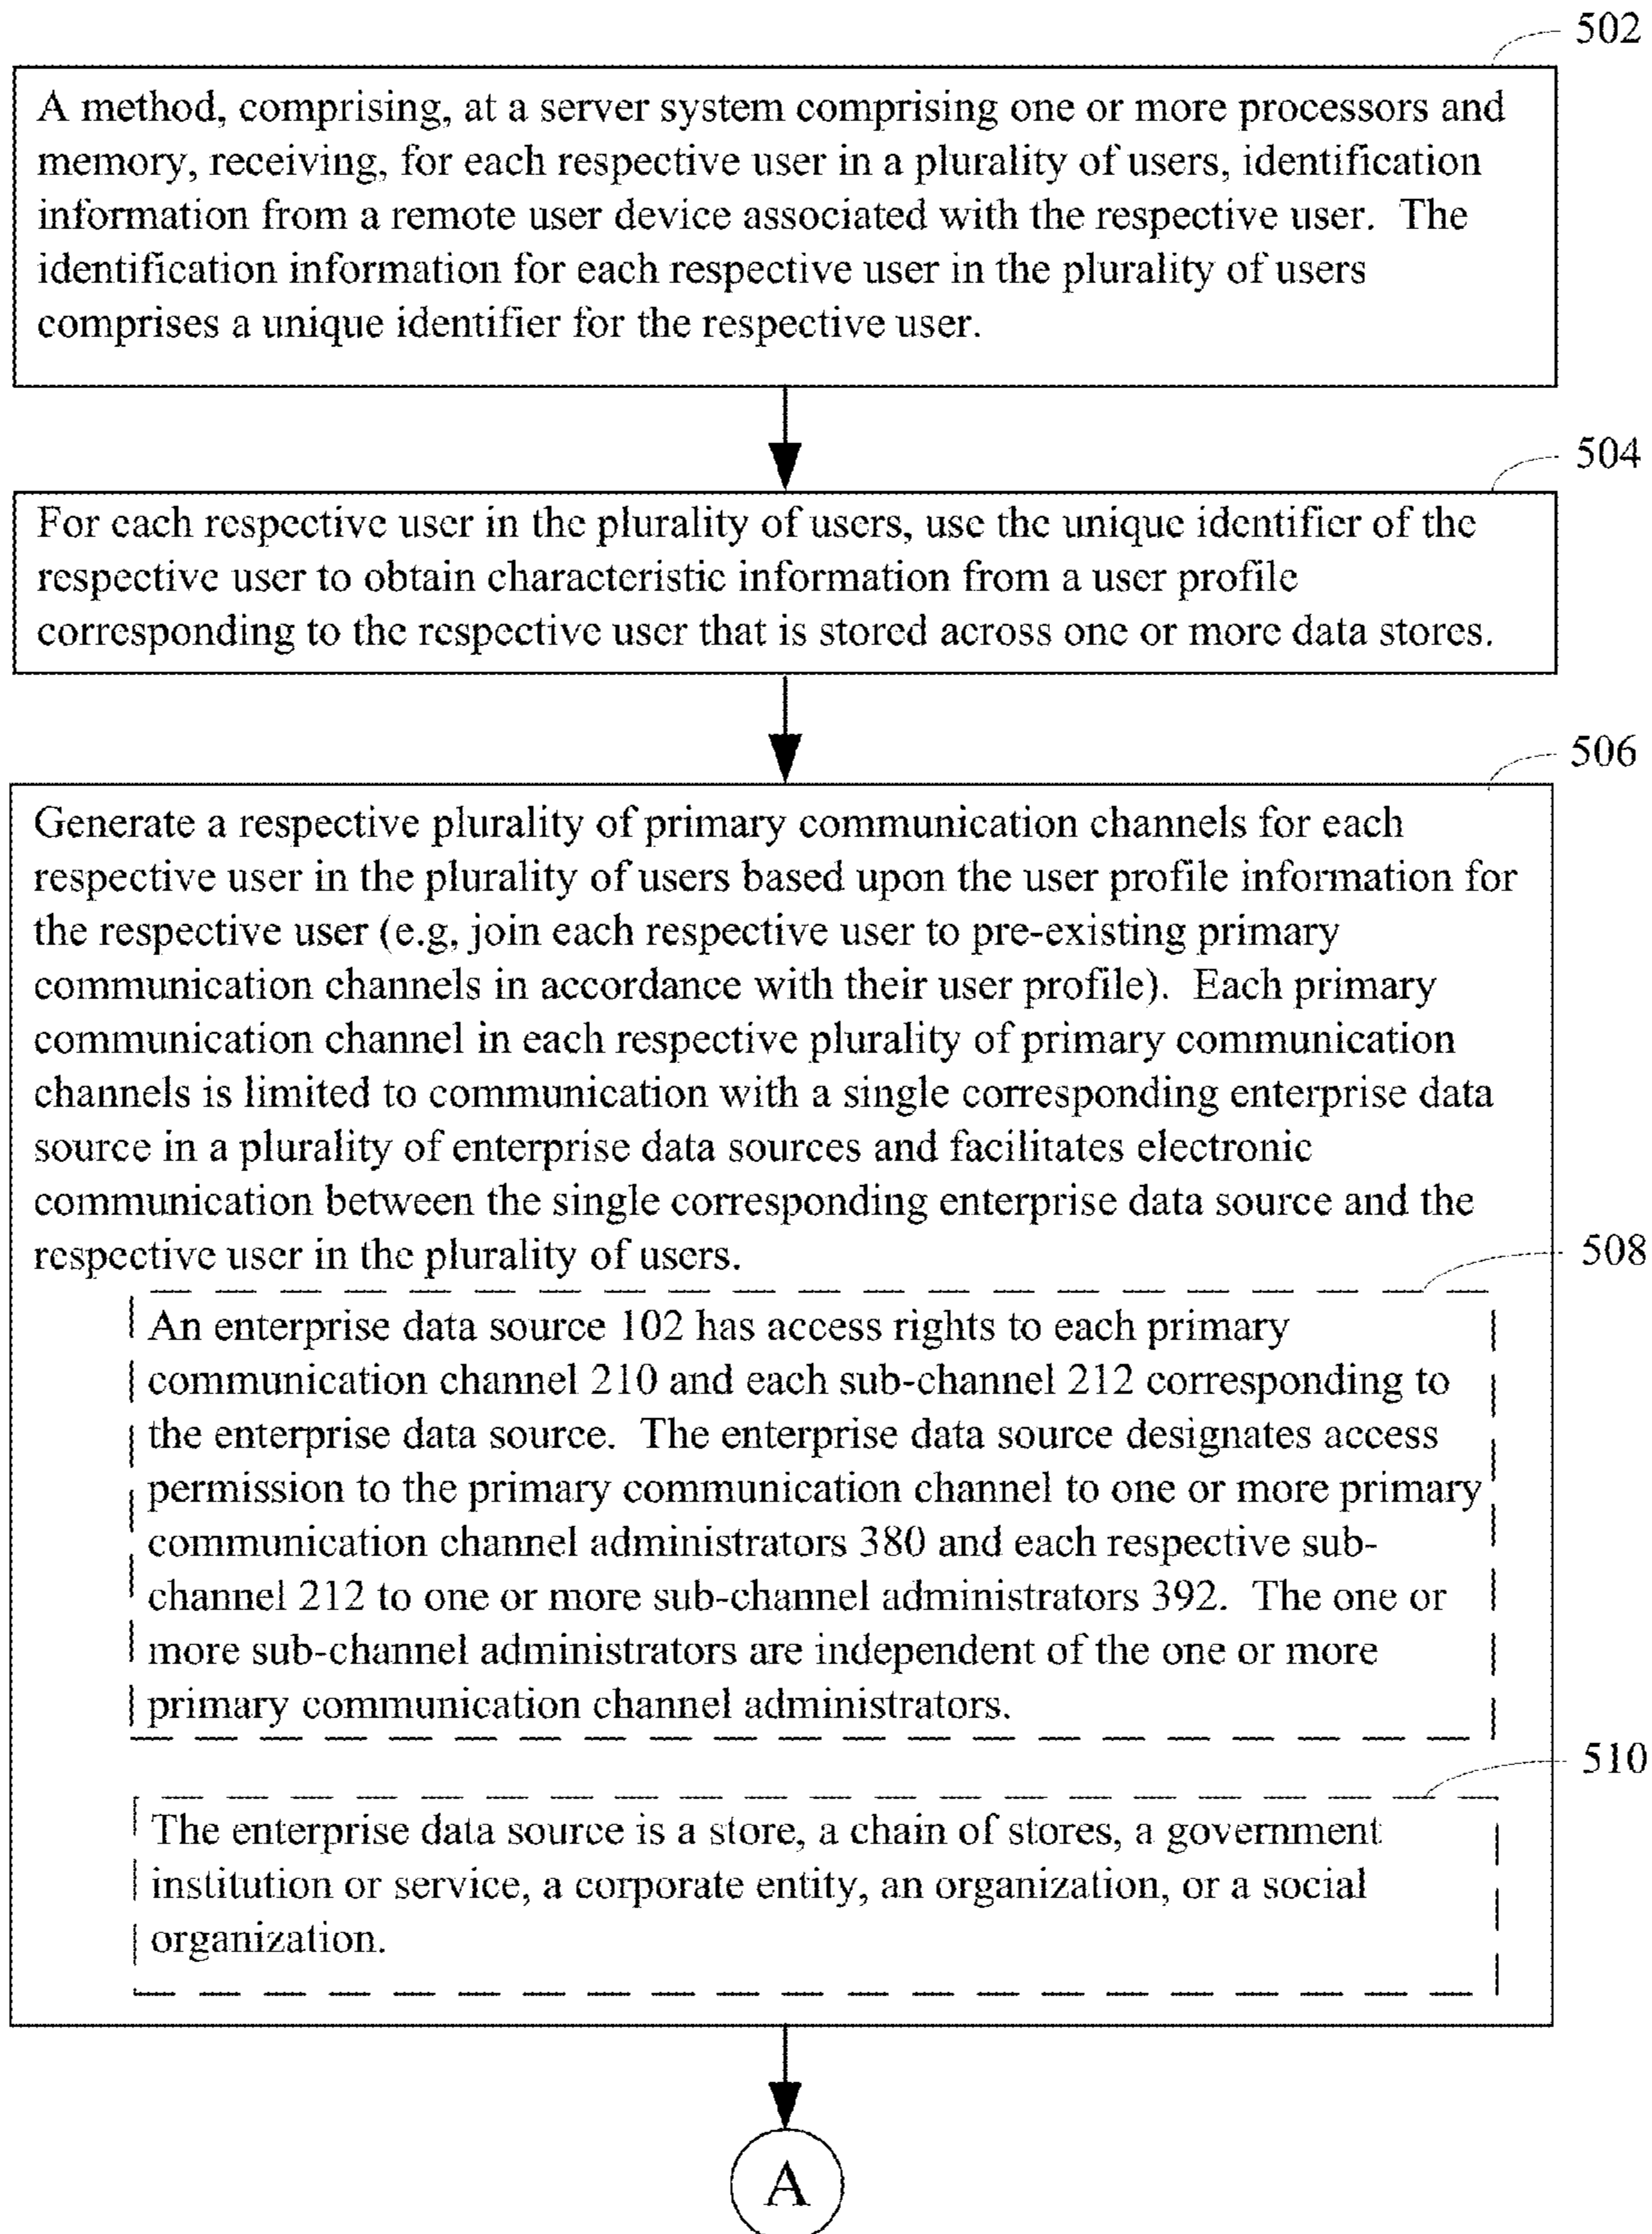 502
A method, comprising, at a server system comprising one or more processors and
memory, receiving, for each respective user in a plurality of users, identification
information from a remote user device associated with the respective user.  The
identification information for each respective user in the plurality of users
comprises a unique identifier for the respective user.
504
For each respective user in the plurality of users, use the unique identifier of the
respective user to obtain characteristic information from a user profile
corresponding to the respective user that is stored across one or more data stores.
506
Generate a respective plurality of primary communication channels for each
respective user in the plurality of users based upon the user profile information for
the respective user (e.g, join each respective user to pre-existing primary
communication channels in accordance with their user profile).  Each primary
communication channel in each respective plurality of primary communication
channels is limited to communication with a single corresponding enterprise data
source in a plurality of enterprise data sources and facilitates electronic
communication between the single corresponding enterprise data source and the
respective user in the plurality of users.
508
An enterprise data source 102 has access rights to each primary
communication channel 210 and each sub-channel 212 corresponding to
the enterprise data source.  The enterprise data source designates access
permission to the primary communication channel to one or more primary
communication channel administrators 380 and each respective sub-
channel 212 to one or more sub-channel administrators 392.  The one or
more sub-channel administrators are independent of the one or more
primary communication channel administrators.
510
The enterprise data source is a store, a chain of stores, a government
institution or service, a corporate entity, an organization, or a social
organization.
A